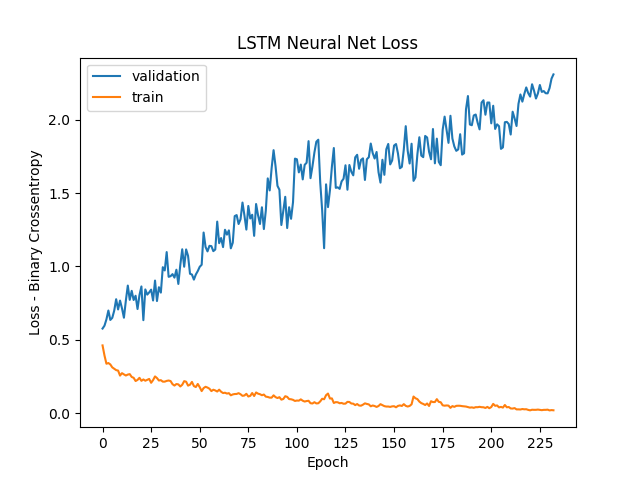 LSTM Neural Net Loss
validation
train
2.0
1.5
1.0
0.5
0.0
Loss - Binary Crossentropy
0 25 50 75 100 125 150 175 200 225
Epoch